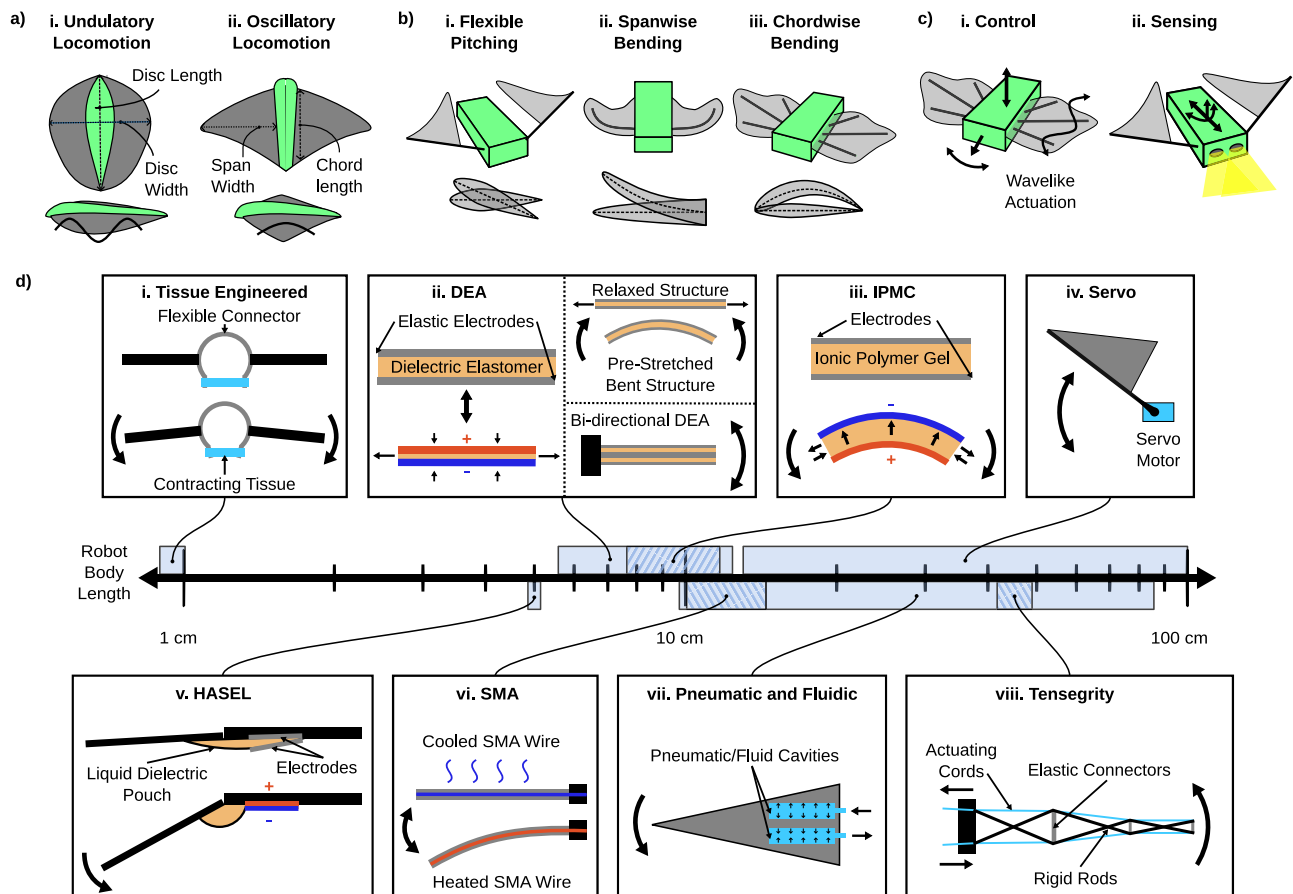 a)
i. Undulatory
Locomotion
ii. Oscillatory
Locomotion
Disc Length
Disc
Width
Span
Width
Chord
length
b)
i. Flexible
Pitching
ii. Spanwise
Bending
iii. Chordwise
Bending
c)
i. Control
ii. Sensing
Wavelike
Actuation
d)
i. Tissue Engineered
Flexible Connector
Contracting Tissue
ii. DEA
Elastic Electrodes
Dielectric Elastomer
+
-
Relaxed Structure
Pre-Stretched
Bent Structure
Bi-directional DEA
iii. IPMC
Electrodes
Ionic Polymer Gel
-
+
iv. Servo
Servo
Motor
Robot
Body
Length
1 cm
10 cm
100 cm
v. HASEL
Liquid Dielectric
Pouch
Electrodes
+
-
vi. SMA
Cooled SMA Wire
Heated SMA Wire
vii. Pneumatic and Fluidic
Pneumatic/Fluid Cavities
viii. Tensegrity
Actuating
Cords
Elastic Connectors
Rigid Rods